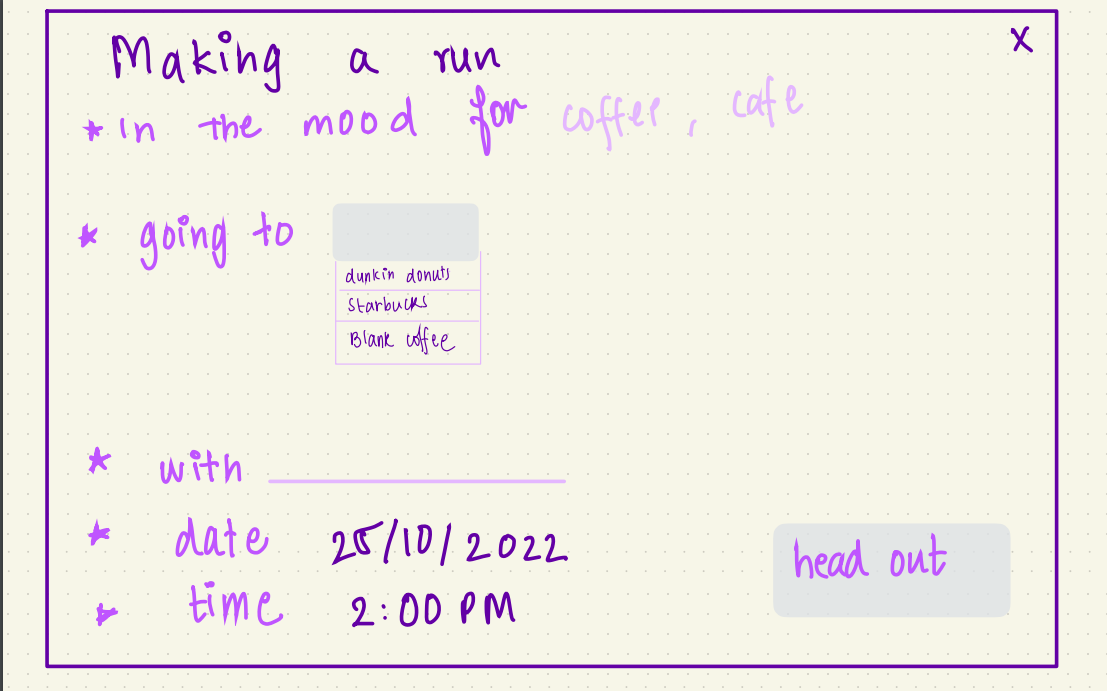 Making a run
X
* in the mood for coffee, cafe
* going to
dunkin donuts
Starbucks
Blank coffee
* with
* date 25/10/2022
* time 2:00 PM
head out